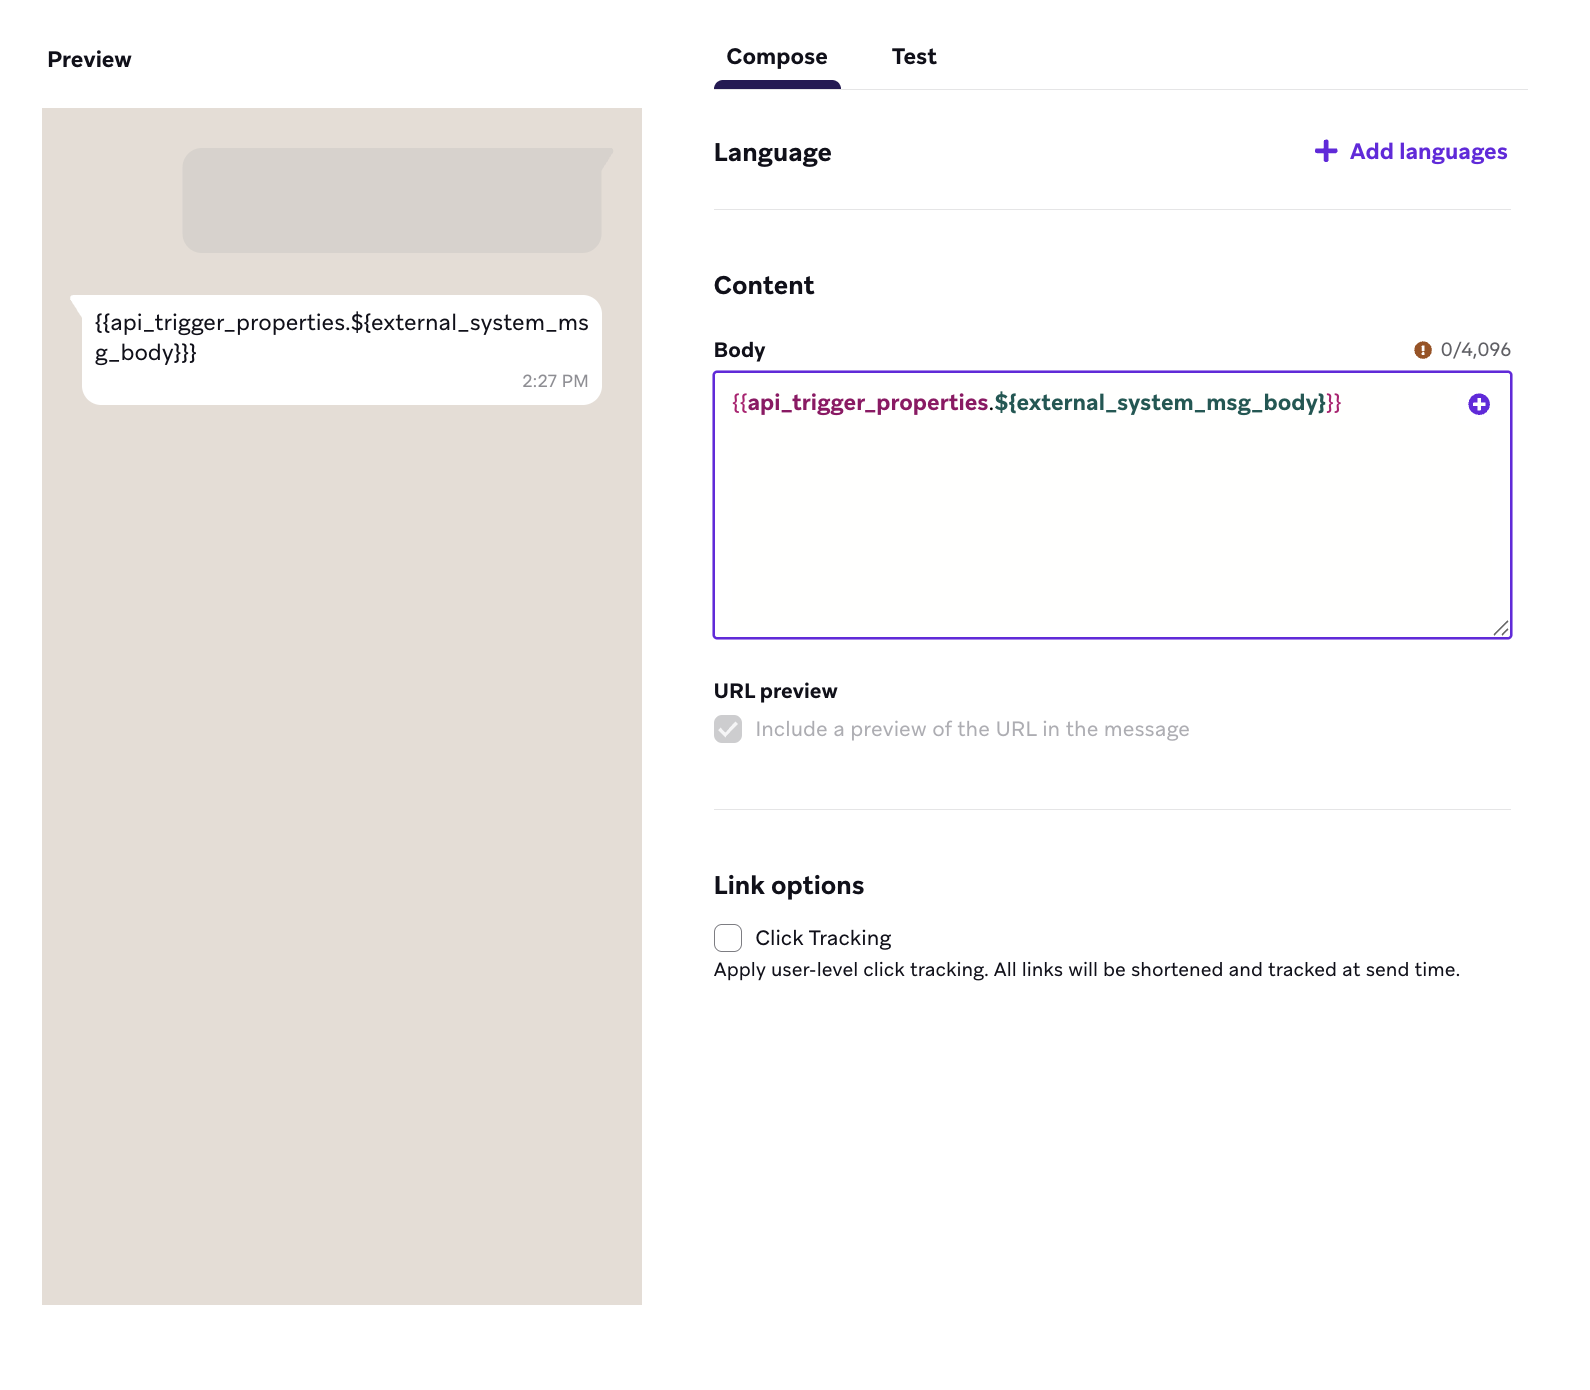 Preview
{{api_trigger_properties.${external_system_ms
g_body}}}
2:27 PM
Compose
Test
Language
Add languages
Content
Body
0/4,096
{{api_trigger_properties.${external_system_msg_body}}}
URL preview
Include a preview of the URL in the message
Link options
Click Tracking
Apply user-level click tracking. All links will be shortened and tracked at send time.